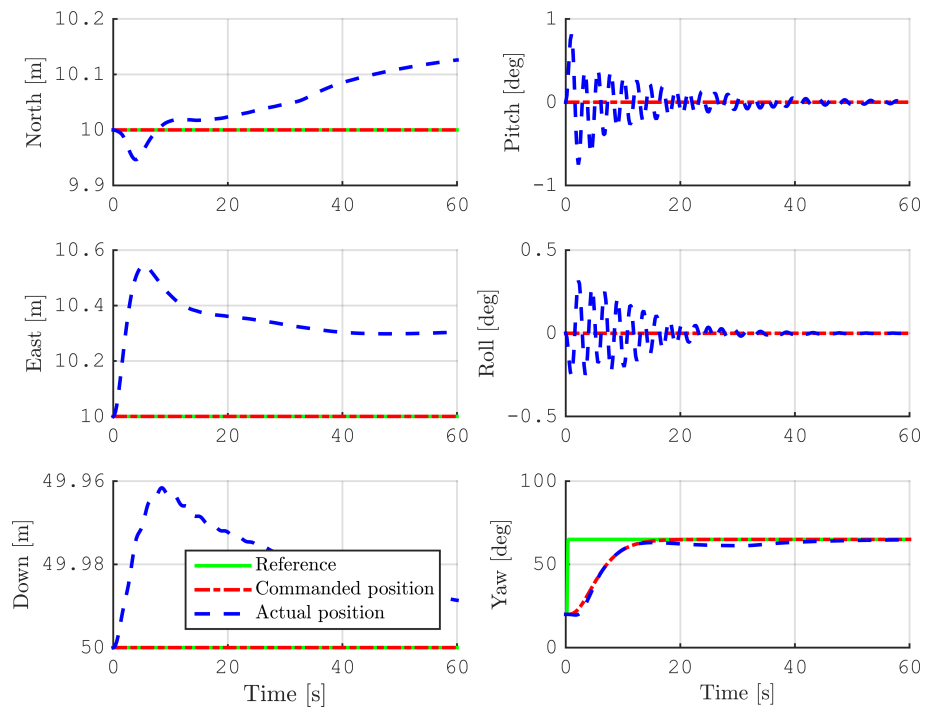 North [m]
10.2
10.1
10
9.9
0 20 40 60
Pitch [deg]
1
0
-1
0 20 40 60
East [m]
10.6
10.4
10.2
10
0 20 40 60
Roll [deg]
0.5
0
-0.5
0 20 40 60
Down [m]
49.96
49.98
50
0 20 40 60
Time [s]
Reference
Commanded position
Actual position
Yaw [deg]
100
50
0
0 20 40 60
Time [s]